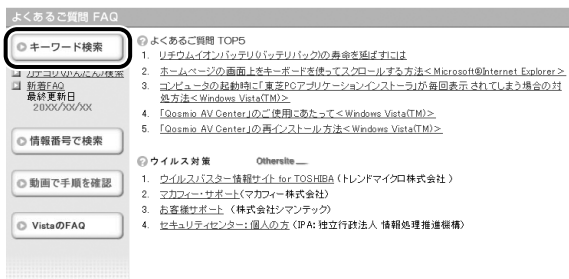 よくあるご質問 FAQ
キーワード検索
カテゴリ(かんたん)検索
新着FAQ
最終更新日
20XX/XX/XX
情報番号で検索
動画で手順を確認
VistaのFAQ
よくあるご質問 TOP5
1. リチウムイオンバッテリ(バッテリパック)の寿命を延ばすには
2. ホームページの画面上をキーボードを使ってスクロールする方法＜Microsoft®Internet Explorer＞
3. コンピュータの起動時に「東芝PCアプリケーションインストーラ」が毎回表示されてしまう場合の対
処方法＜Windows Vista(TM)＞
4. 「Qosmio AV Center」のご使用にあたって＜Windows Vista(TM)＞
5. 「Qosmio AV Center」の再インストール方法＜Windows Vista(TM)＞
ウイルス対策 Othersite
1. ウイルスバスター情報サイト for TOSHIBA (トレンドマイクロ株式会社)
2. マカフィー・サポート(マカフィー株式会社)
3. お客様サポート (株式会社シマンテック)
4. セキュリティセンター: 個人の方 (IPA: 独立行政法人 情報処理推進機構)